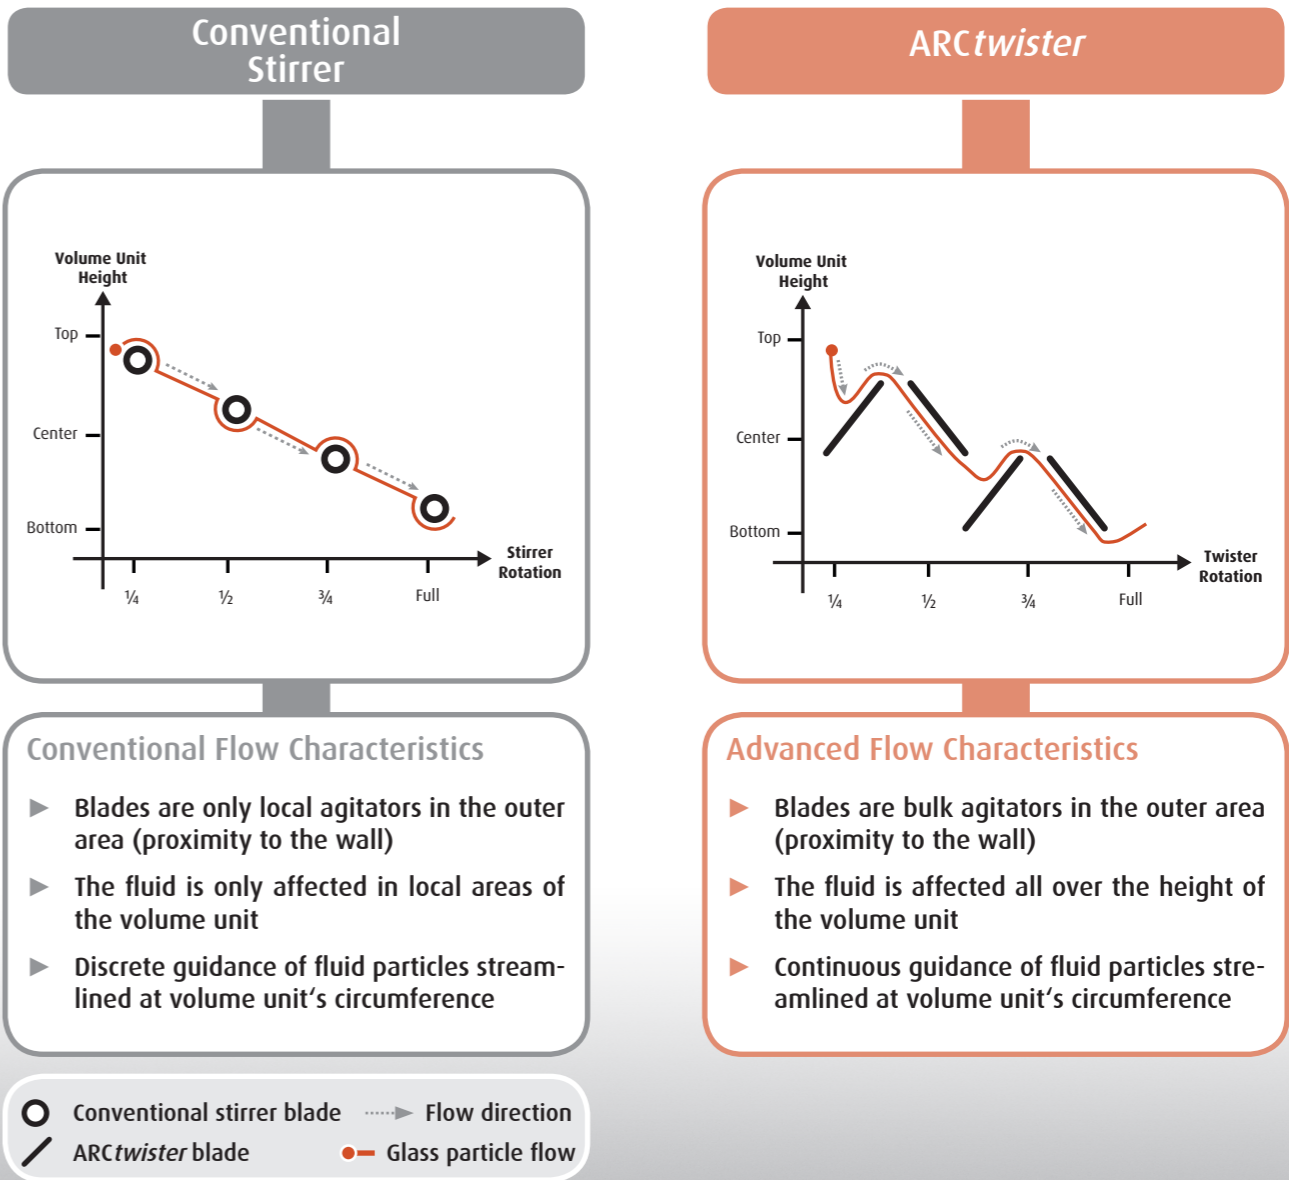 Conventional
Stirrer
Volume Unit
Height
Top
Center
Bottom
Stirrer
Rotation
¼
½
¾
Full
Conventional Flow Characteristics
Blades are only local agitators in the outer
area (proximity to the wall)
The fluid is only affected in local areas of
the volume unit
Discrete guidance of fluid particles stream-
lined at volume unit‘s circumference
ARCtwister
Volume Unit
Height
Top
Center
Bottom
Twister
Rotation
¼
½
¾
Full
Advanced Flow Characteristics
Blades are bulk agitators in the outer area
(proximity to the wall)
The fluid is affected all over the height of
the volume unit
Continuous guidance of fluid particles stre-
amlined at volume unit‘s circumference
Conventional stirrer blade
Flow direction
ARCtwister blade
Glass particle flow